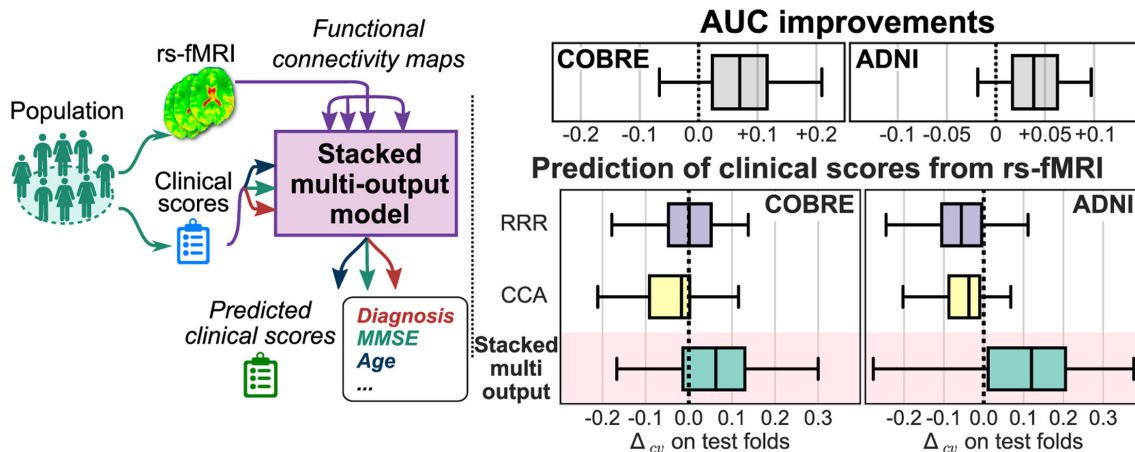 Population
rs-fMRI
Functional
connectivity maps
Clinical
scores
Stacked
multi-output
model
Predicted
clinical scores
Diagnosis
MMSE
Age
...
AUC improvements
COBRE
ADNI
-0.2 -0.1 0.0 +0.1 +0.2
-0.1 -0.05 0 +0.05 +0.1
Prediction of clinical scores from rs-fMRI
COBRE
ADNI
RRR
CCA
Stacked
multi
output
-0.2 -0.1 0.0 0.1 0.2 0.3
-0.2 -0.1 0.0 0.1 0.2 0.3
Δ cv on test folds
Δ cv on test folds